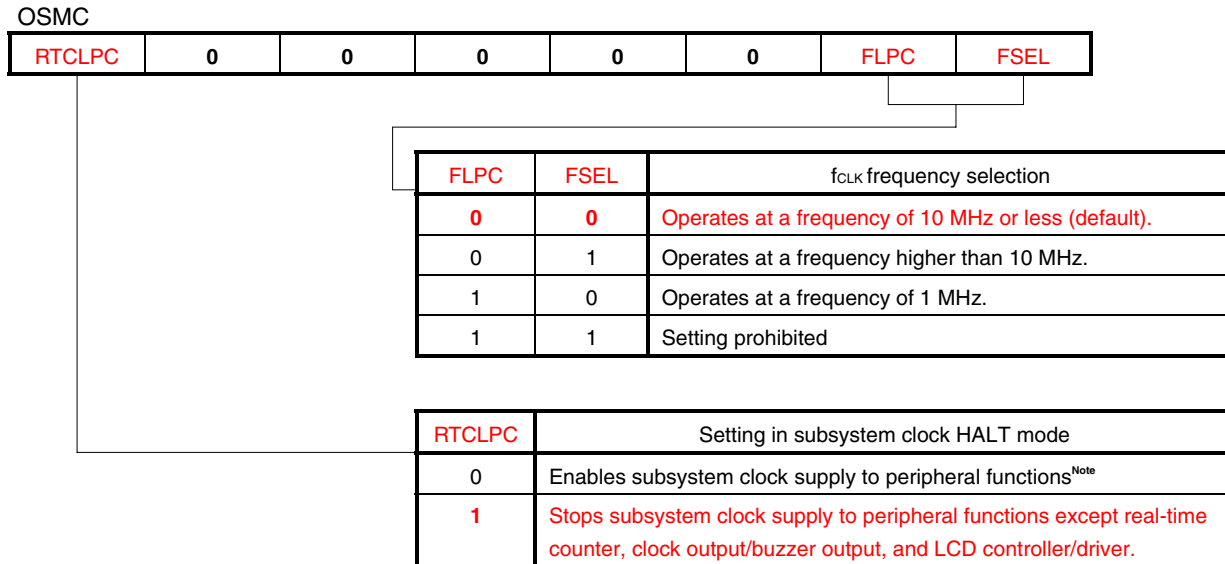 OSMC
RTCLPC 0 0 0 0 0 FLPC FSEL
FLPC FSEL fCLK frequency selection
0 0 Operates at a frequency of 10 MHz or less (default).
0 1 Operates at a frequency higher than 10 MHz.
1 0 Operates at a frequency of 1 MHz.
1 1 Setting prohibited
RTCLPC Setting in subsystem clock HALT mode
0 Enables subsystem clock supply to peripheral functionsNote
1 Stops subsystem clock supply to peripheral functions except real-time
counter, clock output/buzzer output, and LCD controller/driver.